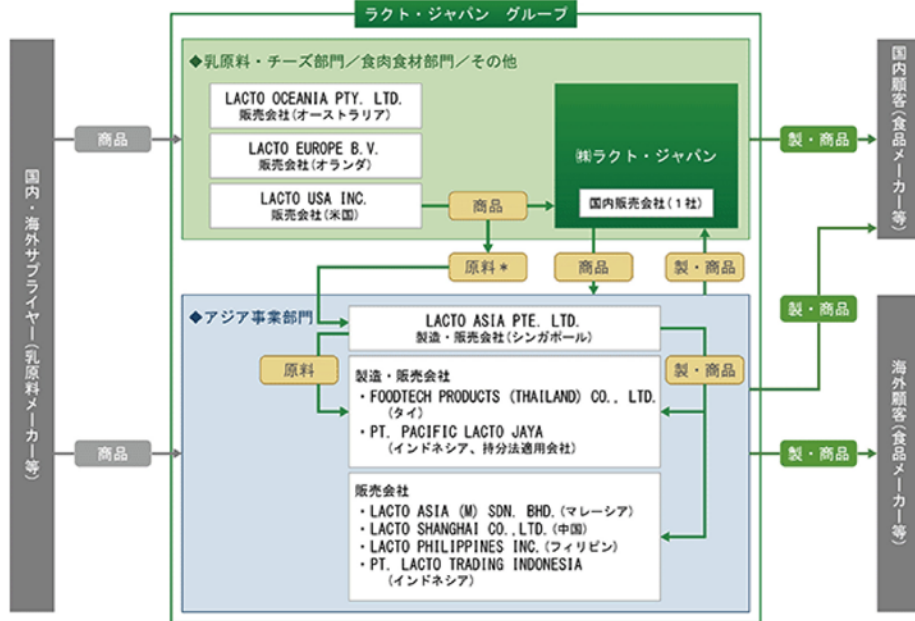 ラクト・ジャパン グループ
国内・海外サプライヤー(乳原料メーカー等)
商品
◆乳原料・チーズ部門／食肉食材部門／その他
LACTO OCEANIA PTY. LTD.
販売会社(オーストラリア)
LACTO EUROPE B.V.
販売会社(オランダ)
LACTO USA INC.
販売会社(米国)
商品
㈱ラクト・ジャパン
国内販売会社(1社)
製・商品
国内顧客(食品メーカー等)
原料*
商品
製・商品
製・商品
◆アジア事業部門
LACTO ASIA PTE. LTD.
製造・販売会社(シンガポール)
原料
製・商品
製造・販売会社
・FOODTECH PRODUCTS (THAILAND) CO., LTD.
(タイ)
・PT. PACIFIC LACTO JAYA
(インドネシア、持分法適用会社)
商品
製・商品
海外顧客(食品メーカー等)
販売会社
・LACTO ASIA (M) SDN. BHD.(マレーシア)
・LACTO SHANGHAI CO.,LTD.(中国)
・LACTO PHILIPPINES INC.(フィリピン)
・PT. LACTO TRADING INDONESIA
(インドネシア)